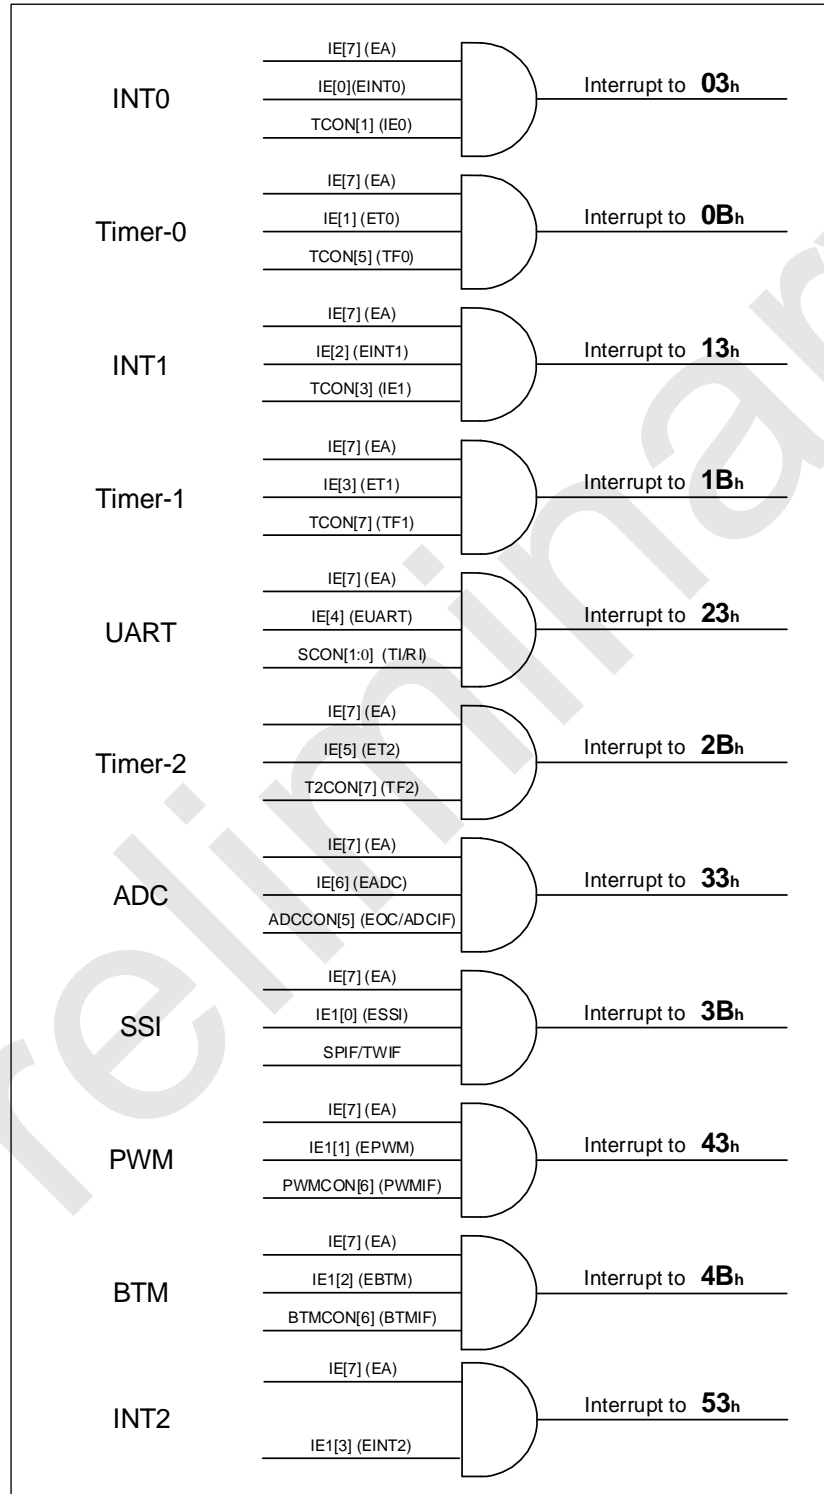 IE[7] (EA)
INT0 IE[0](EINT0) Interrupt to 03h
TCON[1] (IE0)
IE[7] (EA)
Timer-0 IE[1] (ET0) Interrupt to 0Bh
TCON[5] (TF0)
IE[7] (EA)
INT1 IE[2] (EINT1) Interrupt to 13h
TCON[3] (IE1)
IE[7] (EA)
Timer-1 IE[3] (ET1) Interrupt to 1Bh
TCON[7] (TF1)
IE[7] (EA)
UART IE[4] (EUART) Interrupt to 23h
SCON[1:0] (TI/RI)
IE[7] (EA)
Timer-2 IE[5] (ET2) Interrupt to 2Bh
T2CON[7] (TF2)
IE[7] (EA)
ADC IE[6] (EADC) Interrupt to 33h
ADCCON[5] (EOC/ADCIF)
IE[7] (EA)
SSI IE1[0] (ESSI) Interrupt to 3Bh
SPIF/TWIF
IE[7] (EA)
PWM IE1[1] (EPWM) Interrupt to 43h
PWMCON[6] (PWMIF)
IE[7] (EA)
BTM IE1[2] (EBTM) Interrupt to 4Bh
BTMCON[6] (BTMIF)
IE[7] (EA)
INT2 Interrupt to 53h
IE1[3] (EINT2)